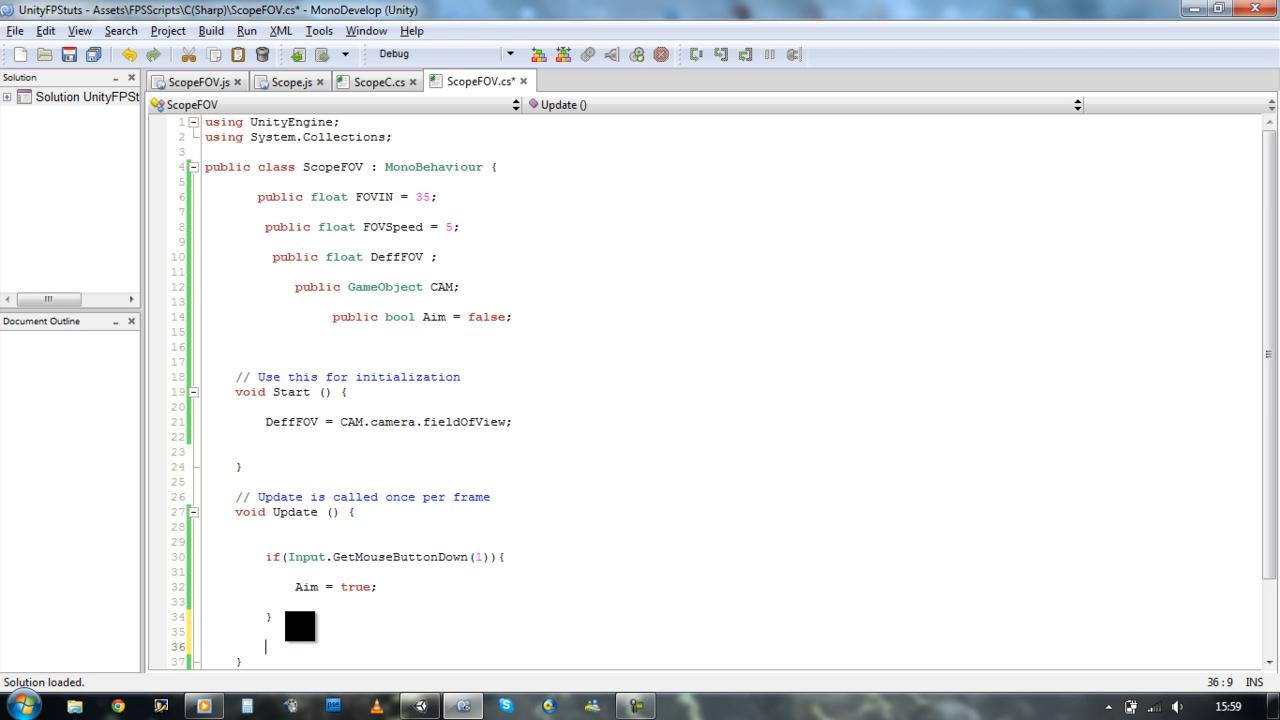 UnityFPStuts - Assets\FPSScripts\C(Sharp)\ScopeFOV.cs* - MonoDevelop (Unity)
File Edit View Search Project Build Run XML Tools Window Help
Debug
Solution
Solution UnityFPSt
Document Outline
ScopeFOV.js Scope.js ScopeC.cs ScopeFOV.cs*
ScopeFOV Update ()
1 using UnityEngine;
2 using System.Collections;
3
4 public class ScopeFOV : MonoBehaviour {
5
6 public float FOVIN = 35;
7
8 public float FOVSpeed = 5;
9
10 public float DeffFOV ;
11
12 public GameObject CAM;
13
14 public bool Aim = false;
15
16
17
18 // Use this for initialization
19 void Start () {
20
21 DeffFOV = CAM.camera.fieldOfView;
22
23
24 }
25
26 // Update is called once per frame
27 void Update () {
28
29
30 if(Input.GetMouseButtonDown(1)){
31
32 Aim = true;
33
34 }
35
36
37 }
Solution loaded.
36 : 9 INS
15:59